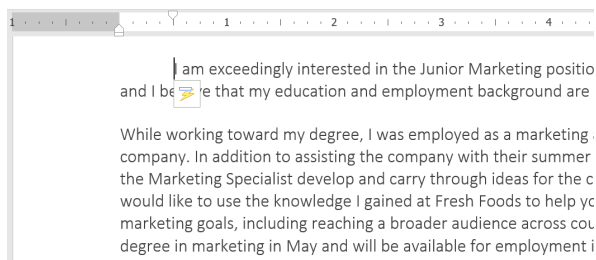 1 1 2 3 4
I am exceedingly interested in the Junior Marketing positio
and I be ve that my education and employment background are
While working toward my degree, I was employed as a marketing
company. In addition to assisting the company with their summer
the Marketing Specialist develop and carry through ideas for the c
would like to use the knowledge I gained at Fresh Foods to help yo
marketing goals, including reaching a broader audience across cou
degree in marketing in May and will be available for employment i